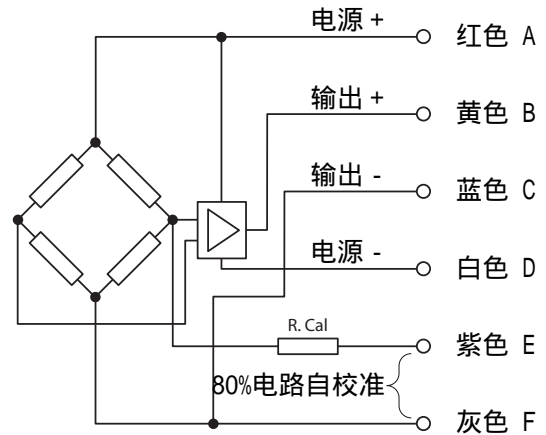 电源 + 红色 A
输出 + 黄色 B
输出 - 蓝色 C
电源 - 白色 D
R. Cal 紫色 E
80%电路自校准
灰色 F